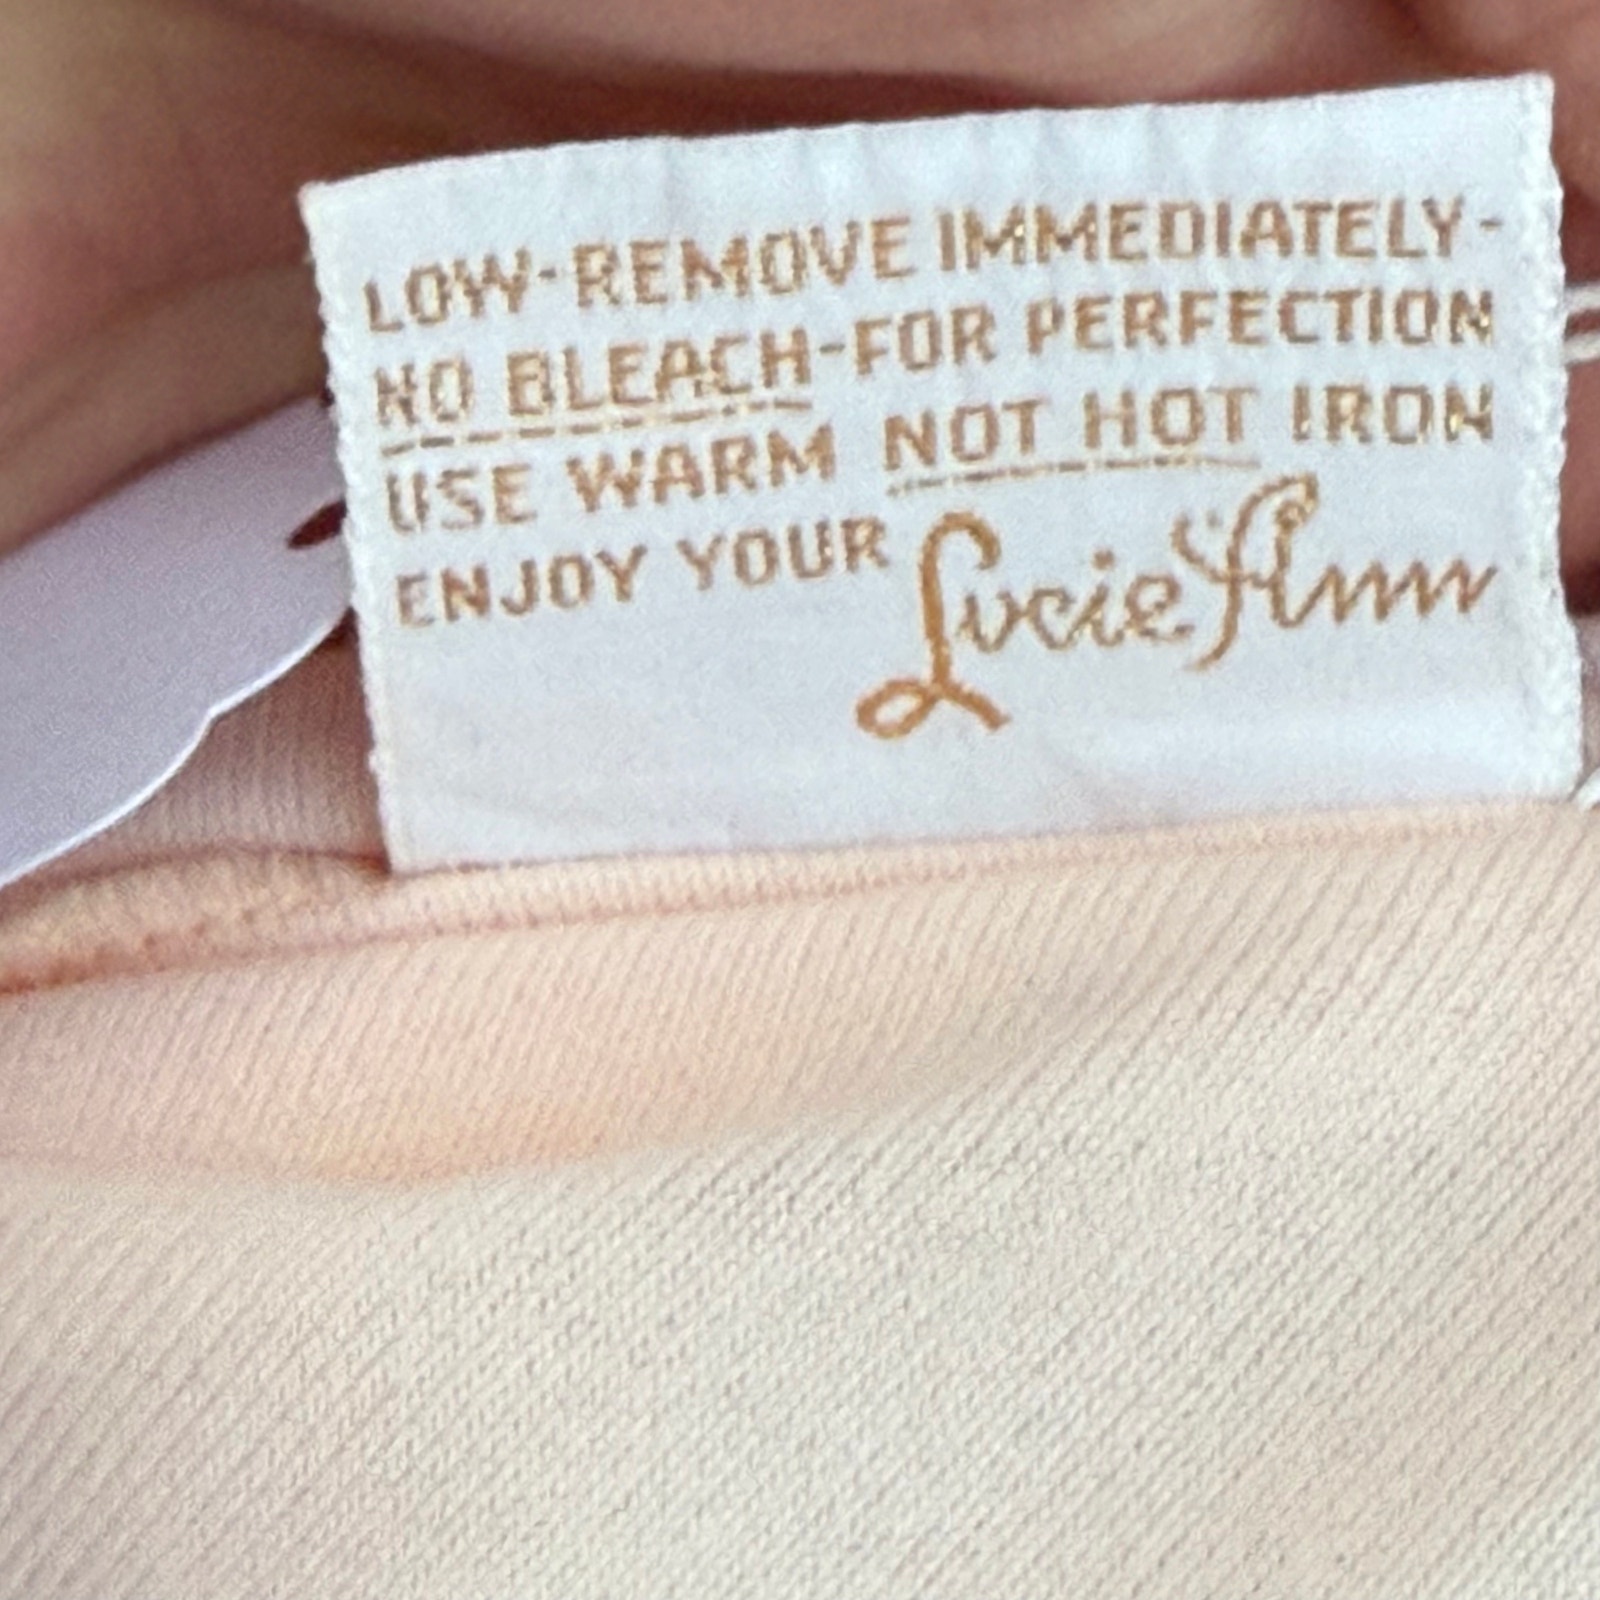 LOW-REMOVE IMMEDIATELY-
NO BLEACH-FOR PERFECTION
USE WARM NOT HOT IRON
ENJOY YOUR Lucie Ann